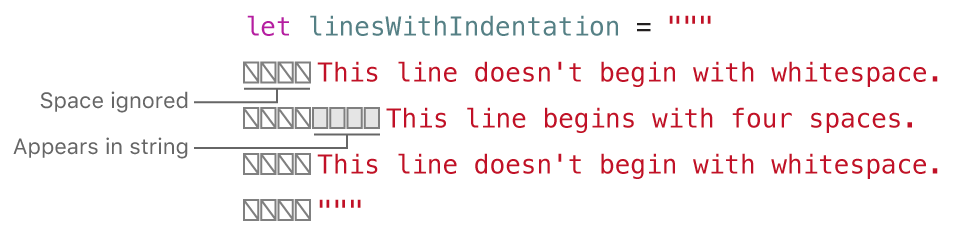 let linesWithIndentation = """
This line doesn't begin with whitespace.
Space ignored
This line begins with four spaces.
Appears in string
This line doesn't begin with whitespace.
"""